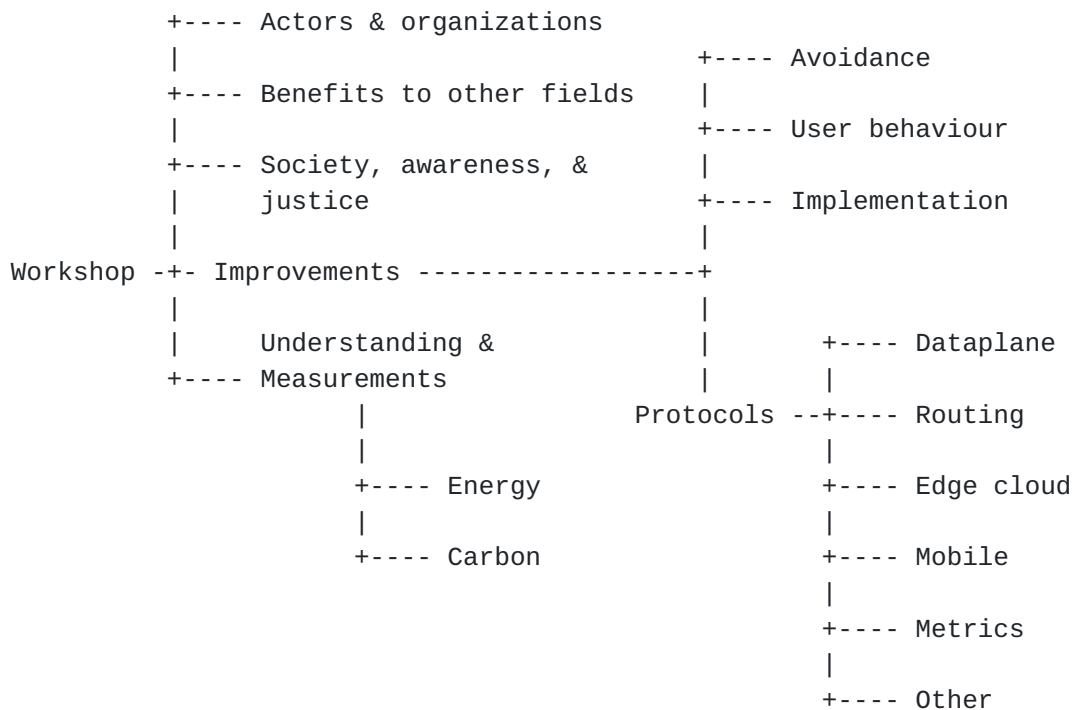 +---- Actors & organizations
| +---- Avoidance
+---- Benefits to other fields |
| +---- User behaviour
+---- Society, awareness, & |
| justice +---- Implementation
| |
Workshop -+- Improvements ------------------+
| |
| Understanding & | +---- Dataplane
+---- Measurements | |
| Protocols --+---- Routing
| |
+---- Energy +---- Edge cloud
| |
+---- Carbon +---- Mobile
|
+---- Metrics
|
+---- Other